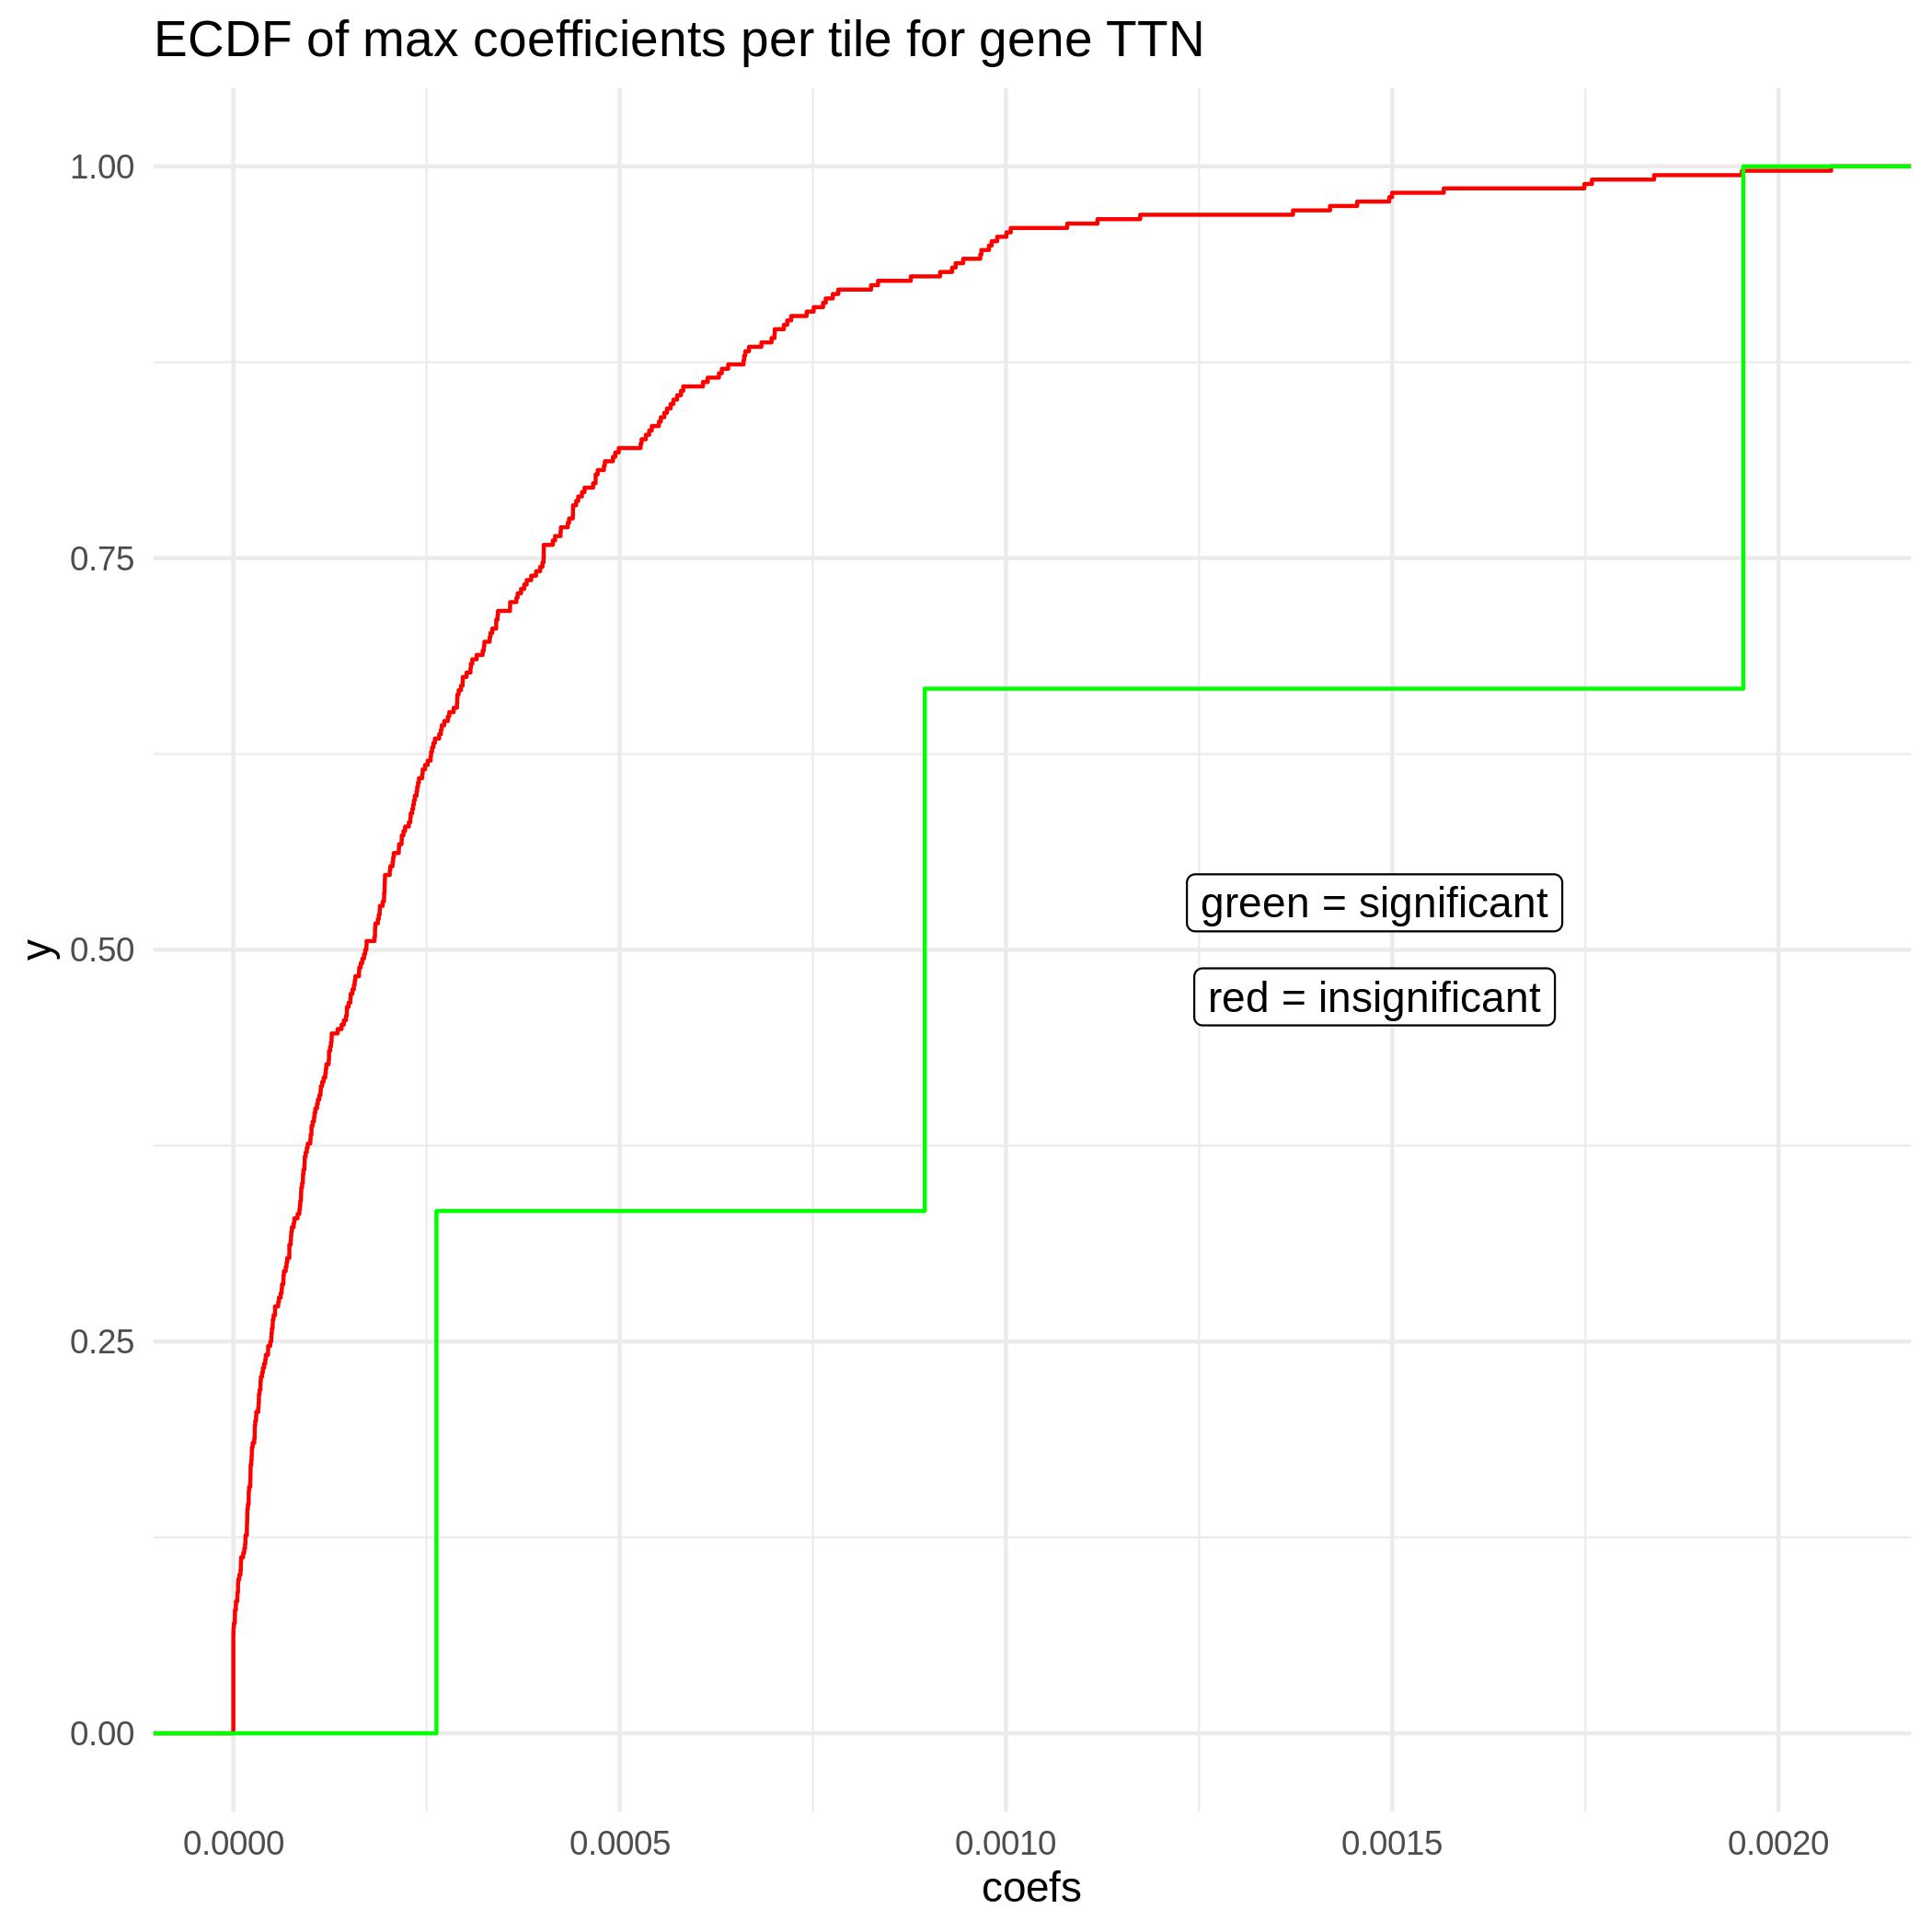 ECDF of max coefficients per tile for gene TTN
1.00
0.75
0.50
0.25
0.00
y
green = significant
red = insignificant
0.0000 0.0005 0.0010 0.0015 0.0020
coefs